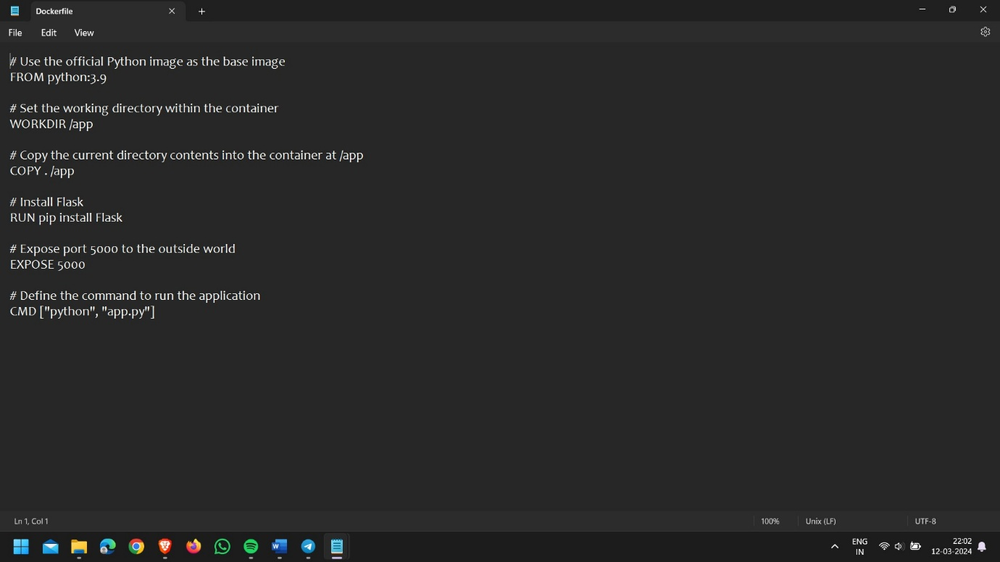 Dockerfile
File Edit View
# Use the official Python image as the base image
FROM python:3.9
# Set the working directory within the container
WORKDIR /app
# Copy the current directory contents into the container at /app
COPY . /app
# Install Flask
RUN pip install Flask
# Expose port 5000 to the outside world
EXPOSE 5000
# Define the command to run the application
CMD ["python", "app.py"]
Ln 1, Col 1 100% Unix (LF) UTF-8
ENG 22:02
IN 12-03-2024